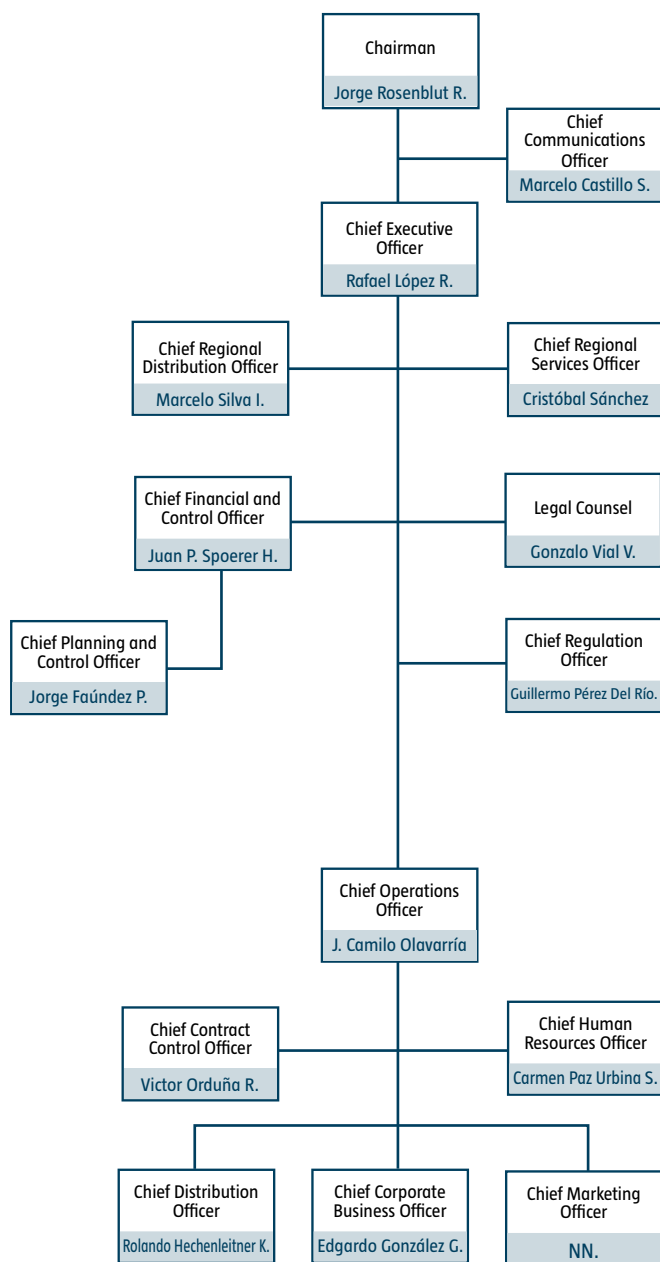 Chairman
Jorge Rosenblut R.
Chief
Communications
Officer
Marcelo Castillo S.
Chief Executive
Officer
Rafael López R.
Chief Regional
Distribution Officer
Marcelo Silva I.
Chief Regional
Services Officer
Cristóbal Sánchez
Chief Financial and
Control Officer
Juan P. Spoerer H.
Legal Counsel
Gonzalo Vial V.
Chief Planning and
Control Officer
Jorge Faúndez P.
Chief Regulation
Officer
Guillermo Pérez Del Río.
Chief Operations
Officer
J. Camilo Olavarría
Chief Contract
Control Officer
Victor Orduña R.
Chief Human
Resources Officer
Carmen Paz Urbina S.
Chief Distribution
Officer
Rolando Hechenleitner K.
Chief Corporate
Business Officer
Edgardo González G.
Chief Marketing
Officer
NN.